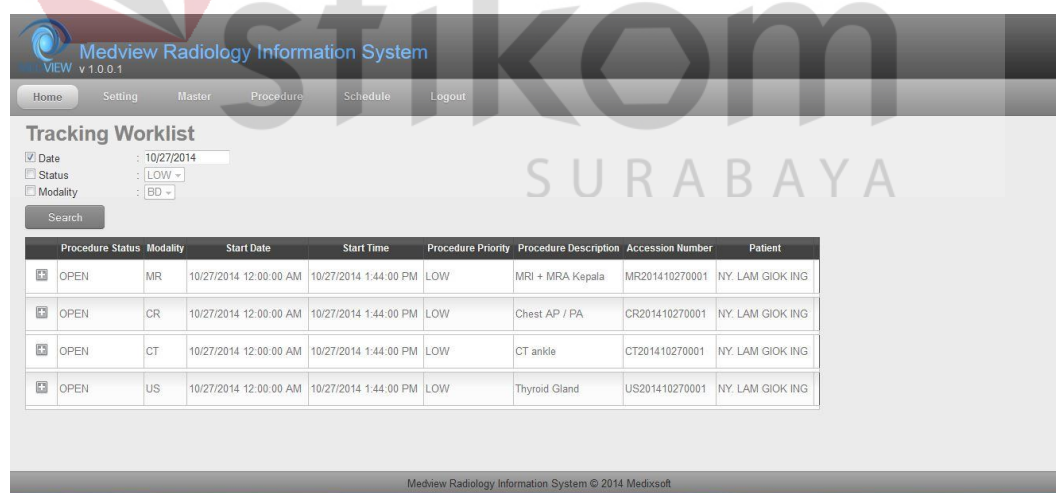 stikom
SURABAYA
VIEW
Medview Radiology Information System
v 1.0.0.1
Home Setting Master Procedure Schedule Logout
Tracking Worklist
Date : 10/27/2014
Status : LOW
Modality : BD
Search
Procedure Status Modality Start Date Start Time Procedure Priority Procedure Description Accession Number Patient
OPEN MR 10/27/2014 12:00:00 AM 10/27/2014 1:44:00 PM LOW MRI + MRA Kepala MR201410270001 NY. LAM GIOK ING
OPEN CR 10/27/2014 12:00:00 AM 10/27/2014 1:44:00 PM LOW Chest AP / PA CR201410270001 NY. LAM GIOK ING
OPEN CT 10/27/2014 12:00:00 AM 10/27/2014 1:44:00 PM LOW CT ankle CT201410270001 NY. LAM GIOK ING
OPEN US 10/27/2014 12:00:00 AM 10/27/2014 1:44:00 PM LOW Thyroid Gland US201410270001 NY. LAM GIOK ING
Medview Radiology Information System © 2014 Medixsoft